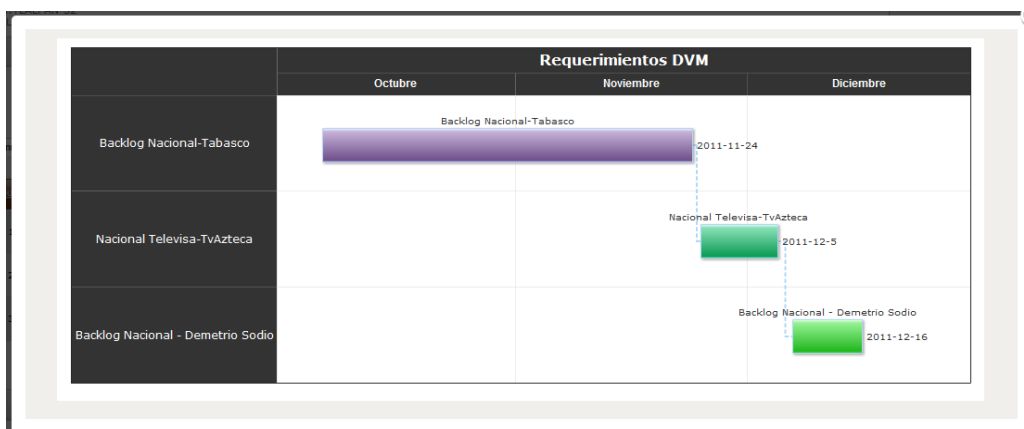 Requerimientos DVM
Octubre Noviembre Diciembre
Backlog Nacional-Tabasco
Backlog Nacional-Tabasco
2011-11-24
Nacional Televisa-TvAzteca
Nacional Televisa-TvAzteca
2011-12-5
Backlog Nacional - Demetrio Sodio
Backlog Nacional - Demetrio Sodio
2011-12-16